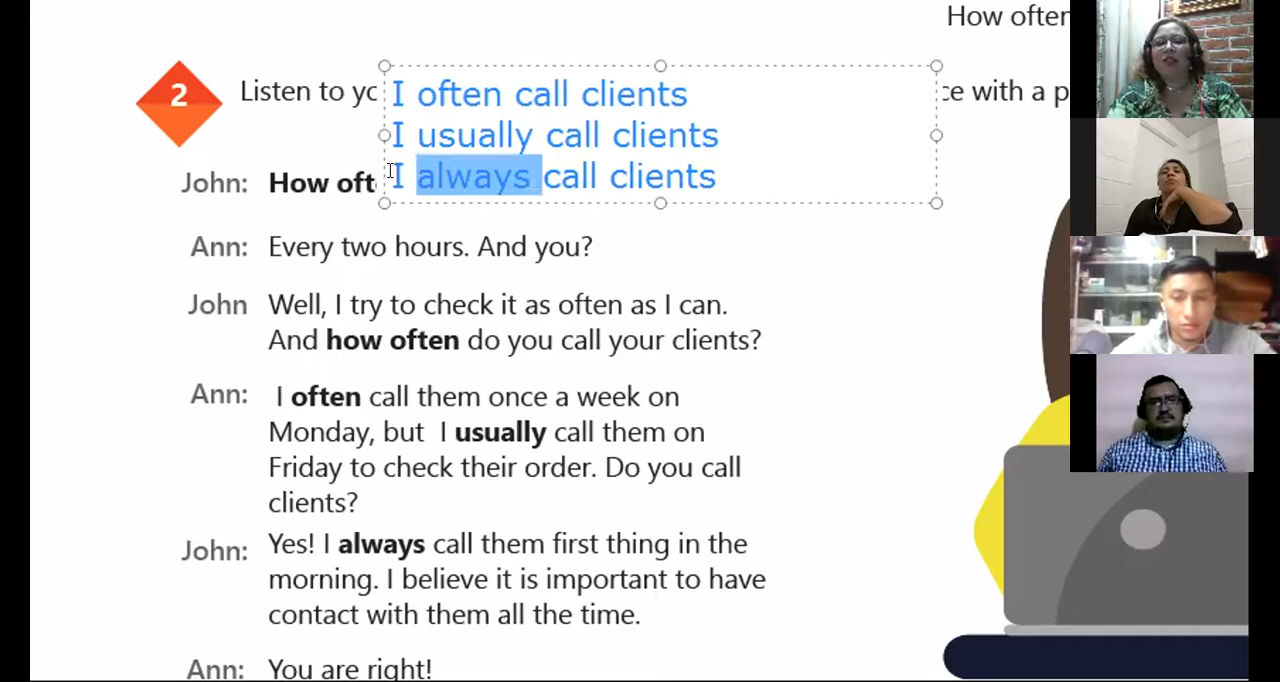 How often
2 Listen to yo
I often call clients
ce with a p
I usually call clients
I always call clients
John: How oft
Ann: Every two hours. And you?
John Well, I try to check it as often as I can.
And how often do you call your clients?
Ann: I often call them once a week on
Monday, but I usually call them on
Friday to check their order. Do you call
clients?
John: Yes! I always call them first thing in the
morning. I believe it is important to have
contact with them all the time.
Ann: You are right!